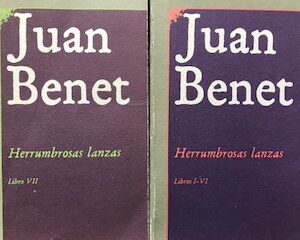 Juan
Benet
Herrumbrosas lanzas
Libro VII
Juan
Benet
Herrumbrosas lanzas
Libros I-VI